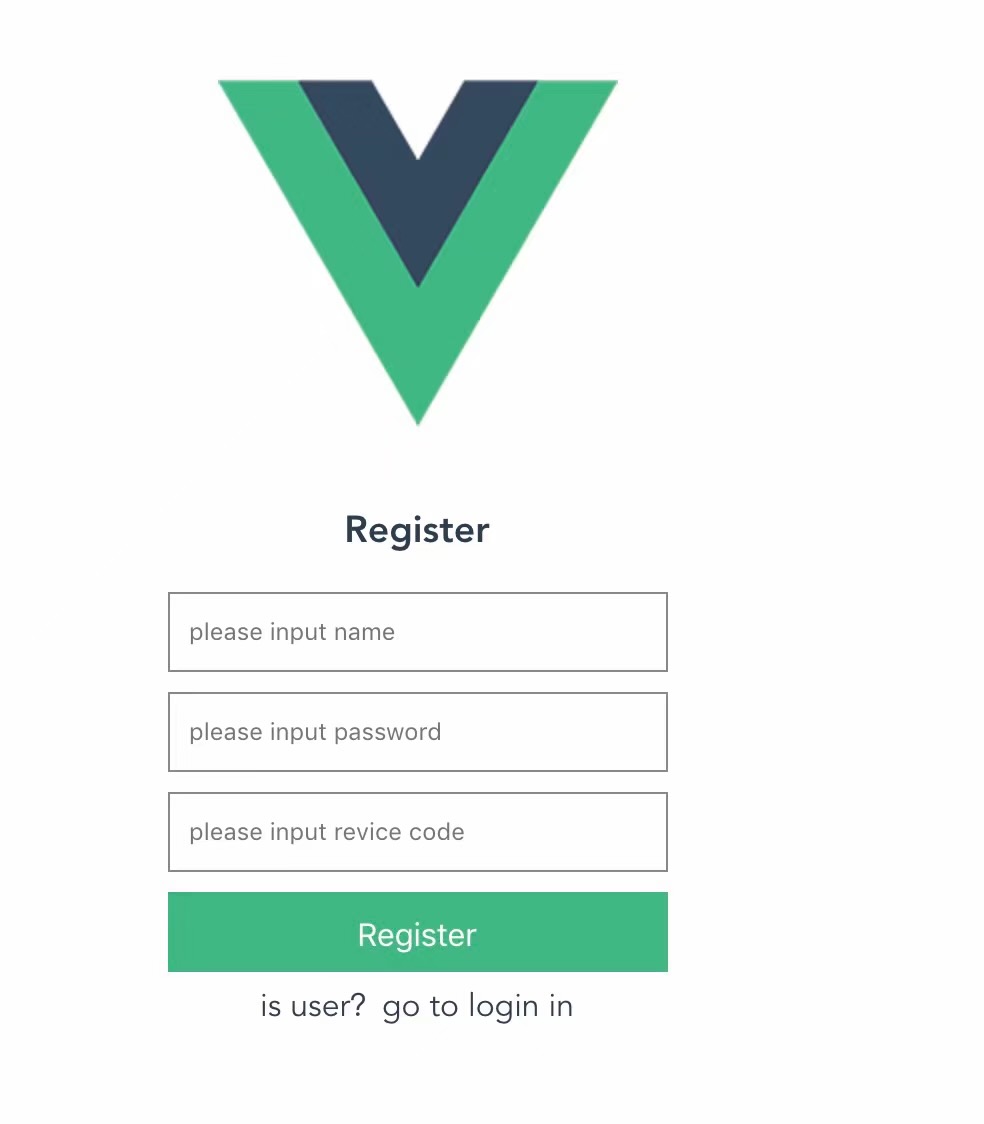 Register
please input name
please input password
please input revice code
Register
is user? go to login in